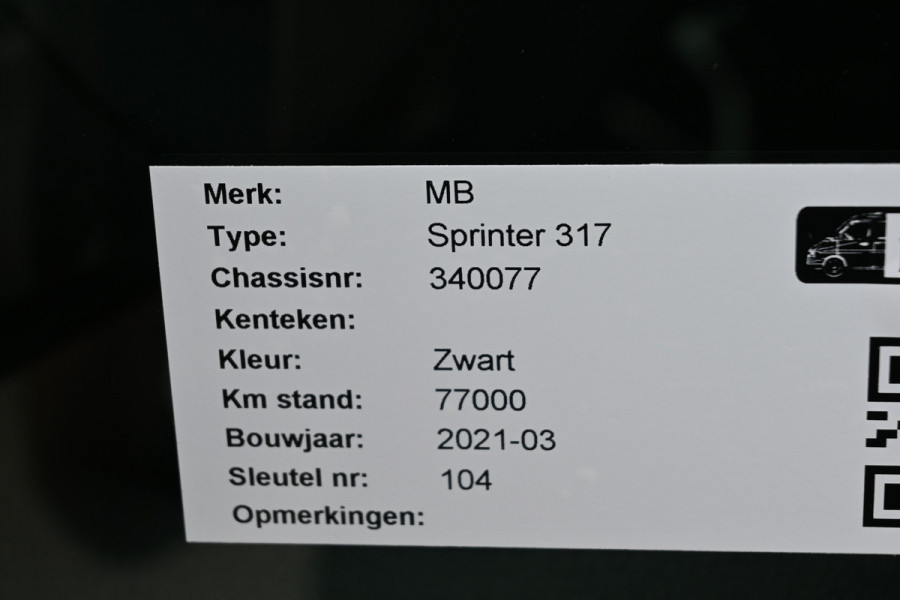 Merk: MB
Type: Sprinter 317
Chassisnr: 340077
Kenteken:
Kleur: Zwart
Km stand: 77000
Bouwjaar: 2021-03
Sleutel nr: 104
Opmerkingen: